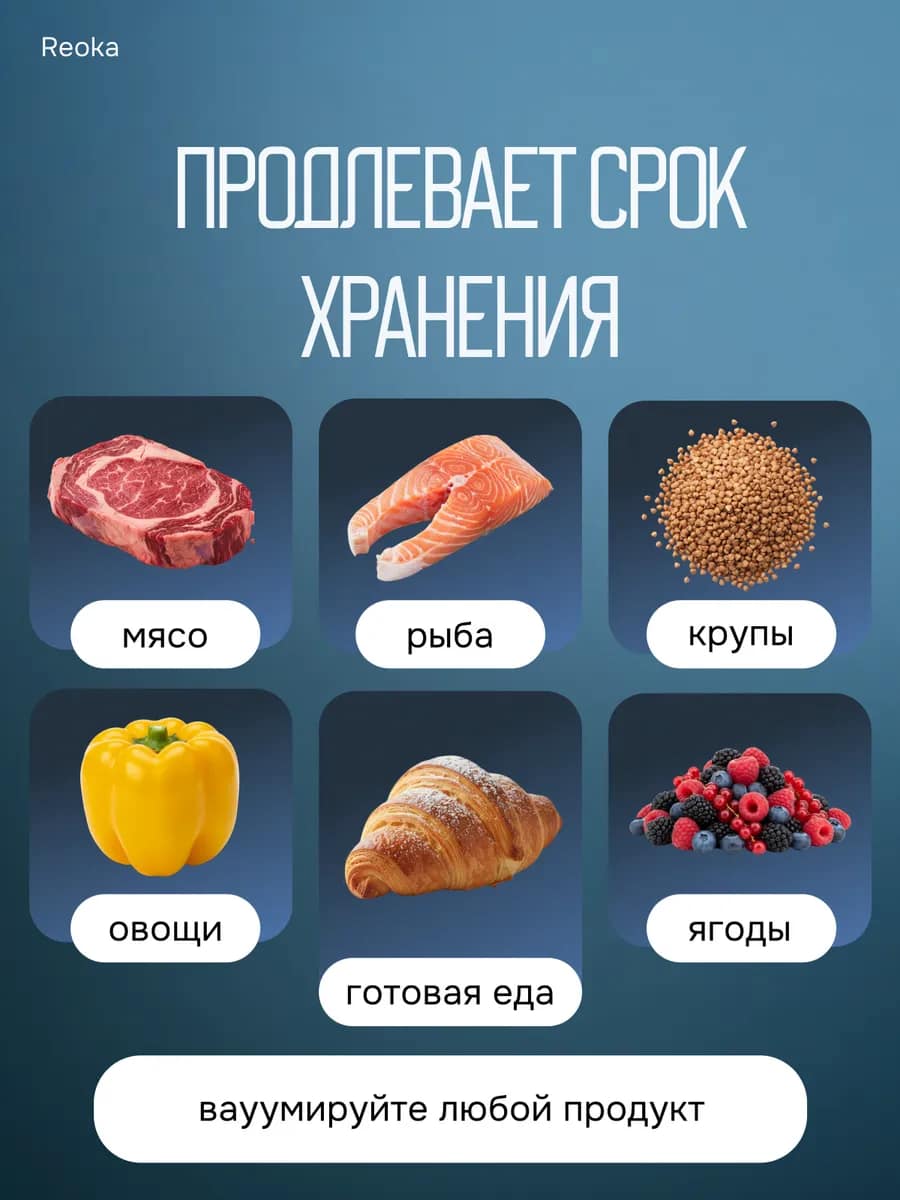 Reoka
ПРОДЛЕВАЕТ СРОК
ХРАНЕНИЯ
мясо
рыба
крупы
овощи
готовая еда
ягоды
вауумируйте любой продукт